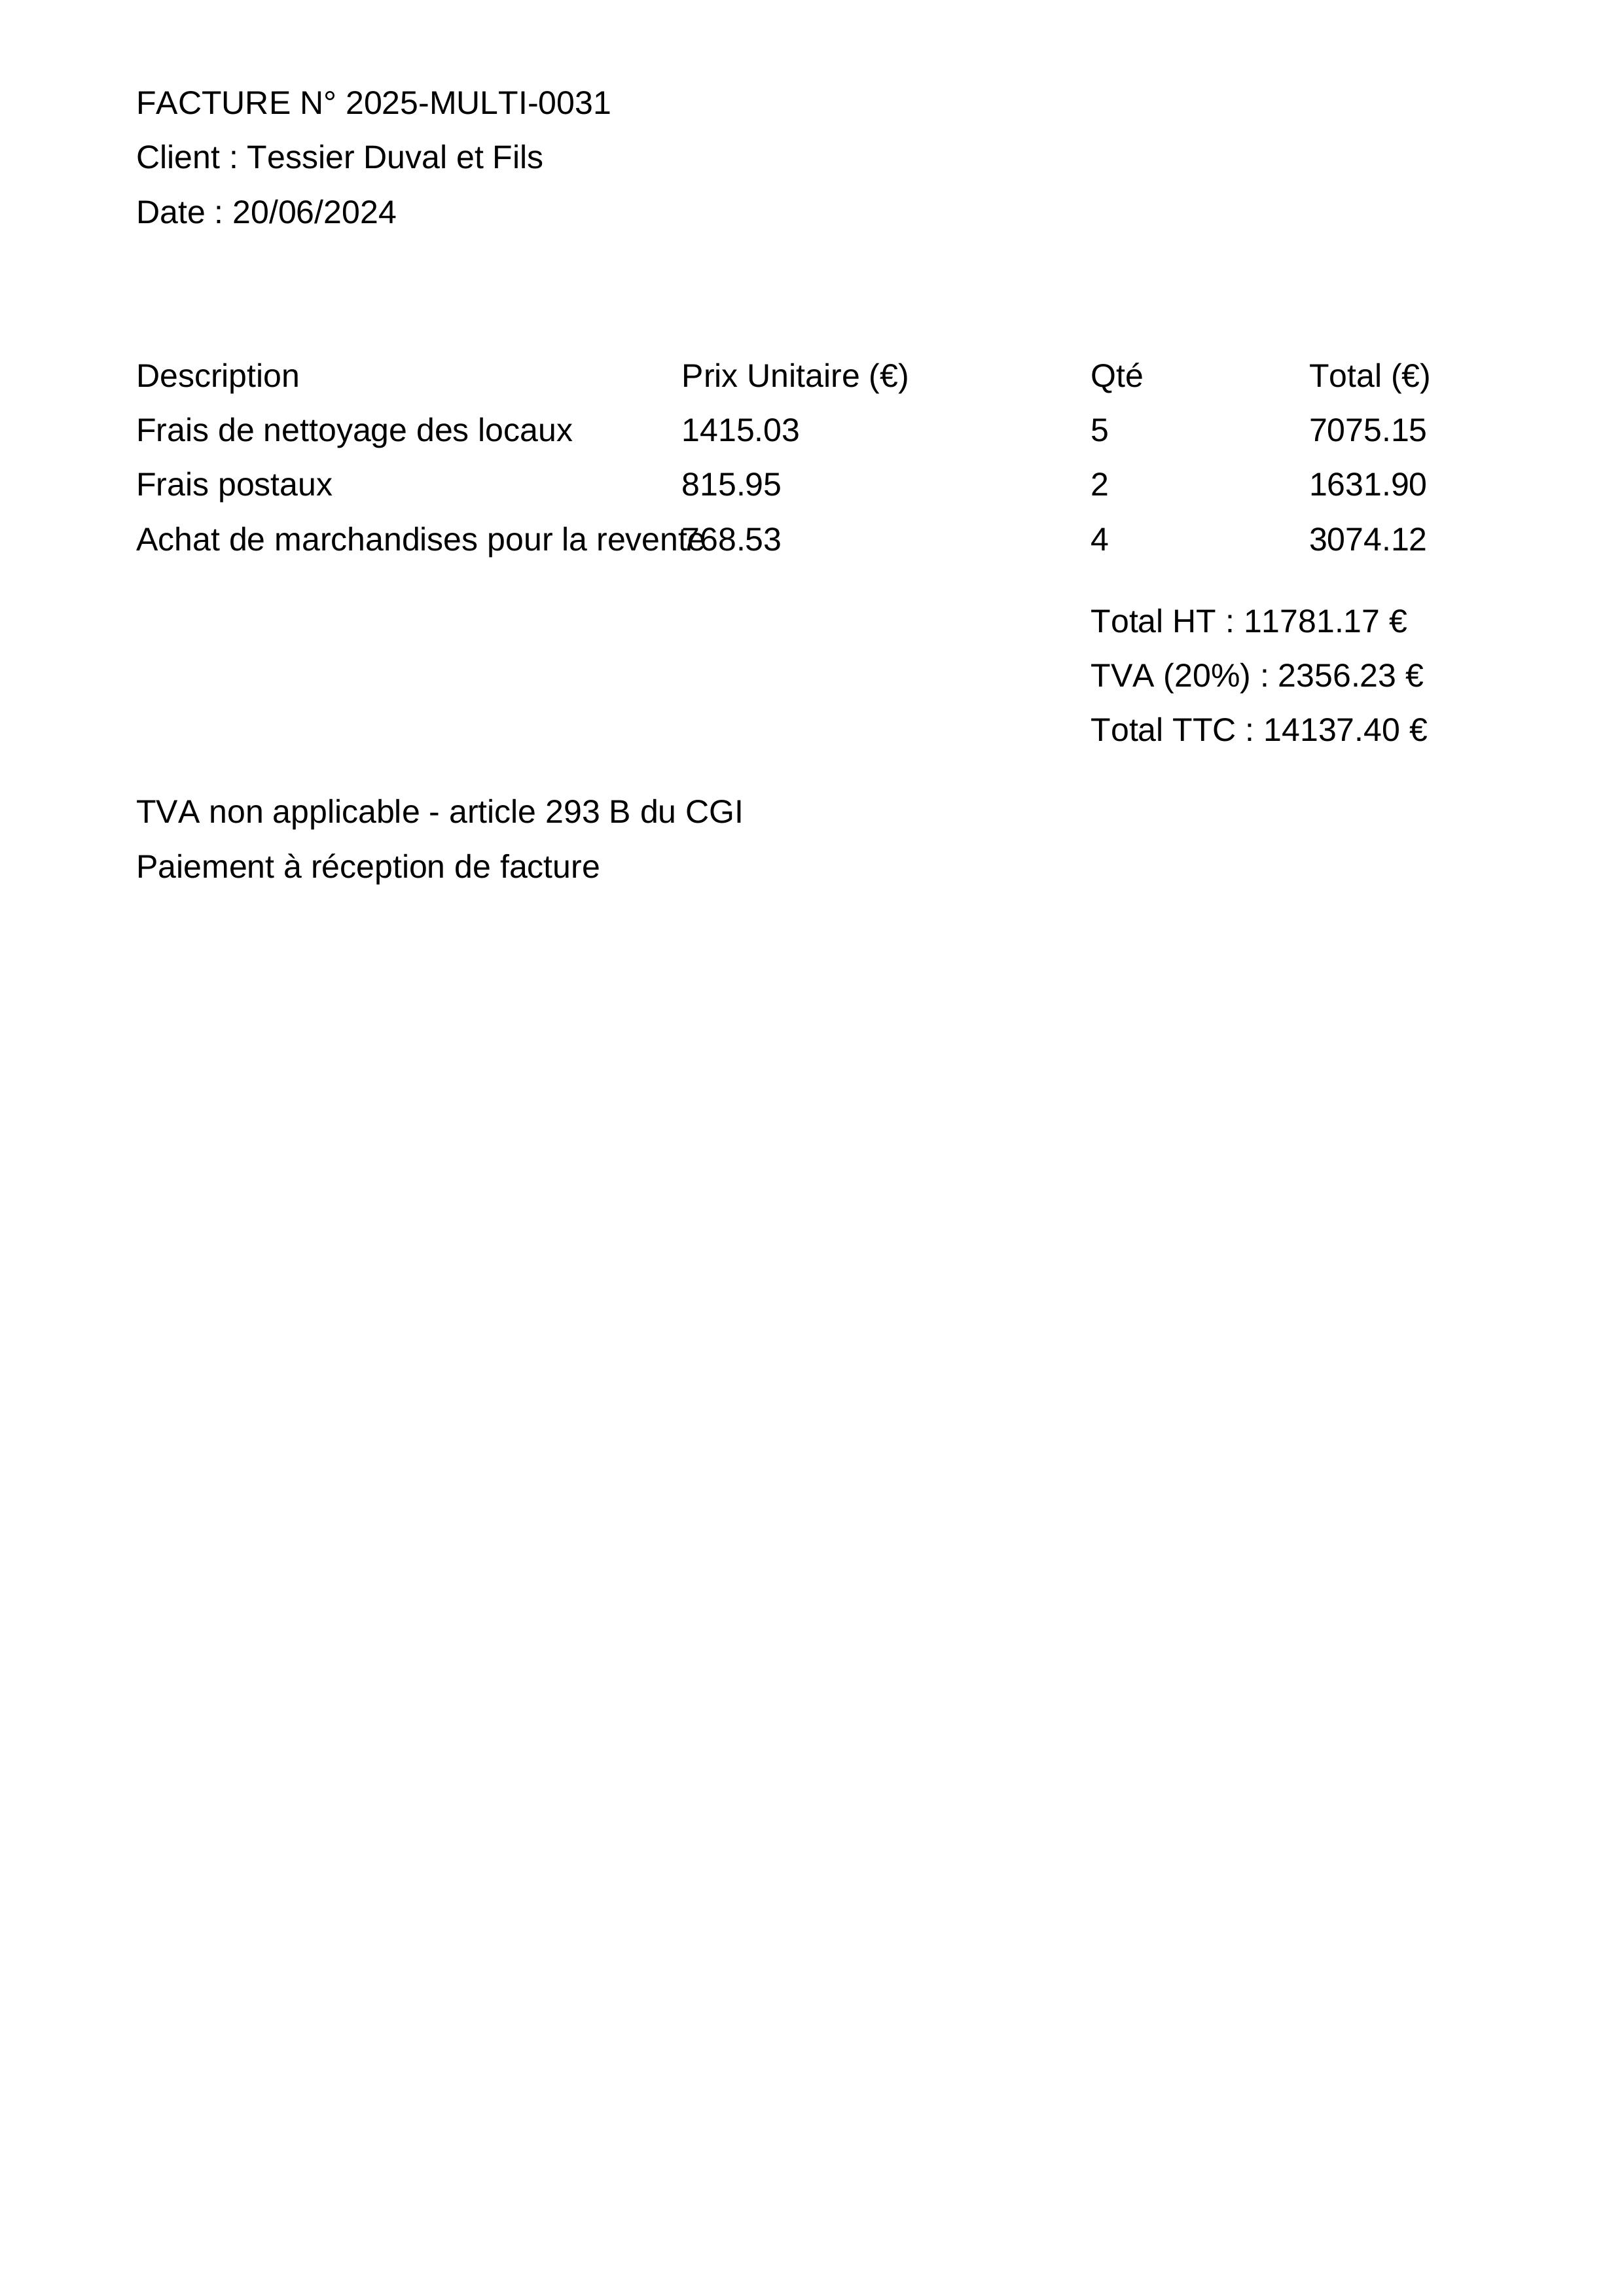 FACTURE N° 2025-MULTI-0031
Client : Tessier Duval et Fils
Date : 20/06/2024
Description Prix Unitaire (€) Qté Total (€)
Frais de nettoyage des locaux 1415.03 5 7075.15
Frais postaux 815.95 2 1631.90
Achat de marchandises pour la revente 768.53 4 3074.12
Total HT : 11781.17 €
TVA (20%) : 2356.23 €
Total TTC : 14137.40 €
TVA non applicable - article 293 B du CGI
Paiement à réception de facture